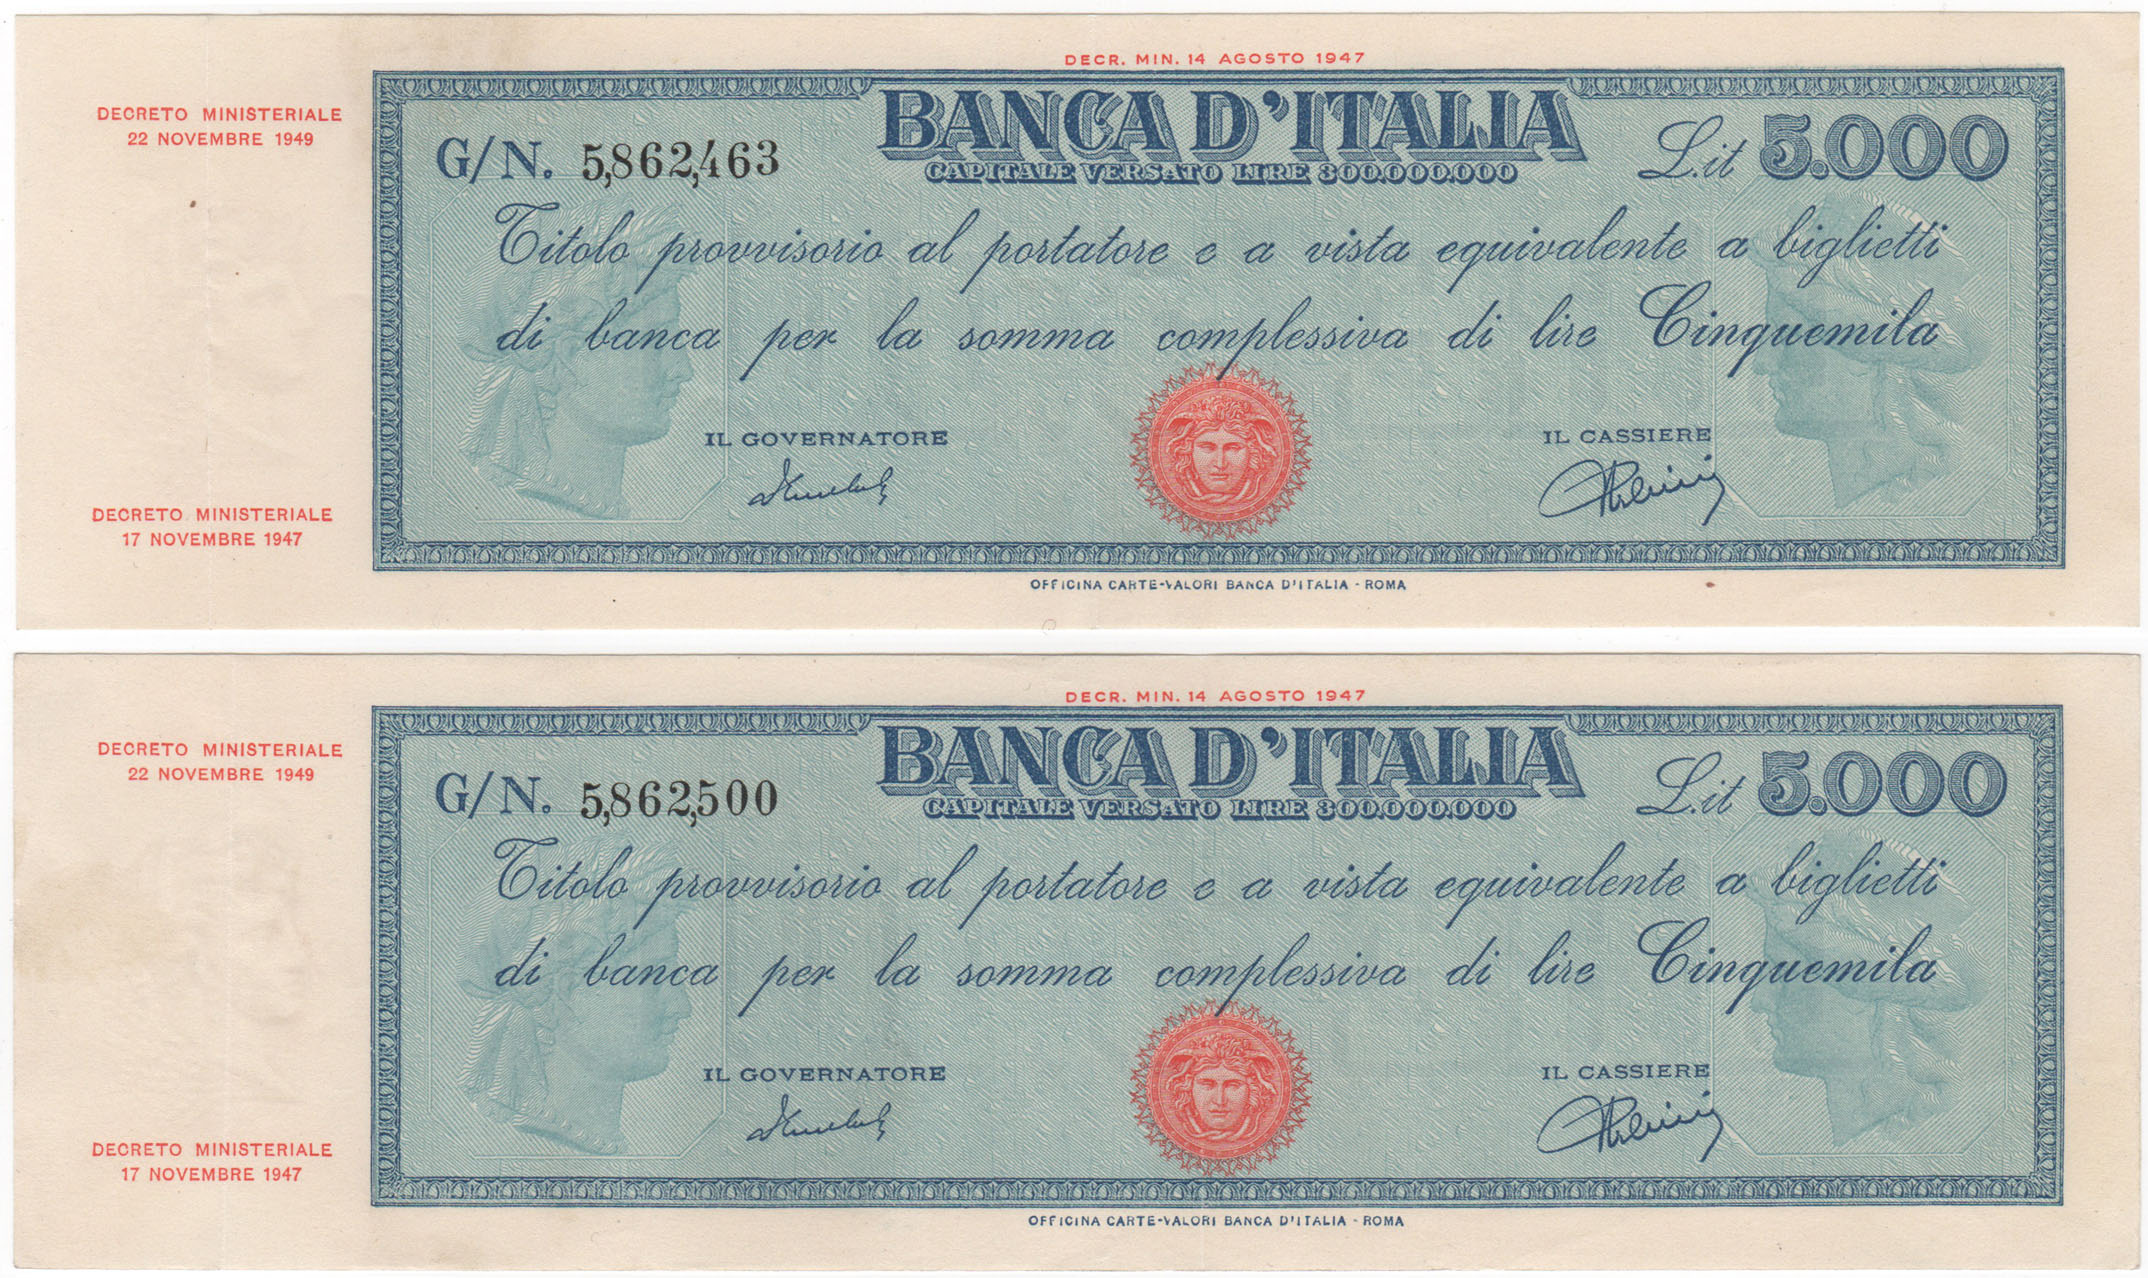 DECR. MIN. 14 AGOSTO 1947
DECRETO MINISTERIALE
22 NOVEMBRE 1949
BANCA D'ITALIA
CAPITALE VERSATO LIRE 300.000.000
G/N. 5,862,463
L.it 5.000
Titolo provvisorio al portatore e a vista equivalente a biglietti
di banca per la somma complessiva di lire Cinquemila
IL GOVERNATORE
IL CASSIERE
DECRETO MINISTERIALE
17 NOVEMBRE 1947
OFFICINA CARTE-VALORI BANCA D'ITALIA - ROMA
DECR. MIN. 14 AGOSTO 1947
DECRETO MINISTERIALE
22 NOVEMBRE 1949
BANCA D'ITALIA
CAPITALE VERSATO LIRE 300.000.000
G/N. 5,862,500
L.it 5.000
Titolo provvisorio al portatore e a vista equivalente a biglietti
di banca per la somma complessiva di lire Cinquemila
IL GOVERNATORE
IL CASSIERE
DECRETO MINISTERIALE
17 NOVEMBRE 1947
OFFICINA CARTE-VALORI BANCA D'ITALIA - ROMA